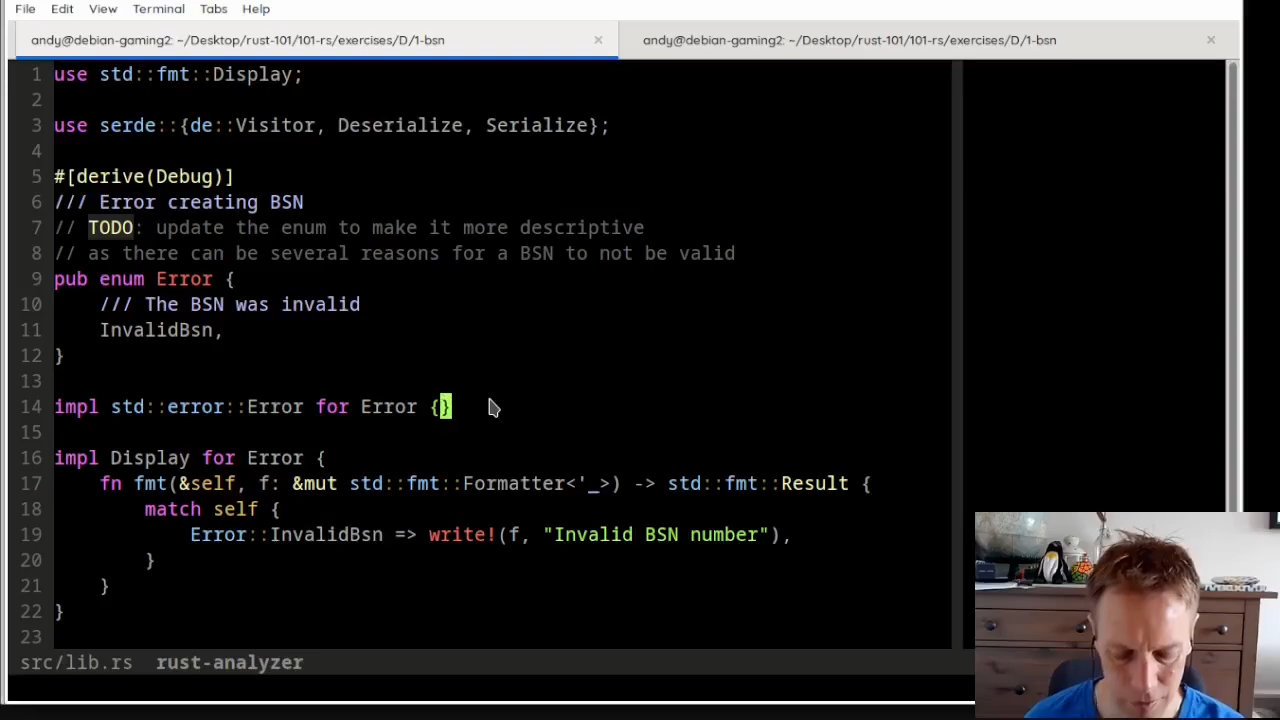 File Edit View Terminal Tabs Help
andy@debian-gaming2: ~/Desktop/rust-101/101-rs/exercises/D/1-bsn × andy@debian-gaming2: ~/Desktop/rust-101/101-rs/exercises/D/1-bsn ×
1 use std::fmt::Display;
2
3 use serde::{de::Visitor, Deserialize, Serialize};
4
5 #[derive(Debug)]
6 /// Error creating BSN
7 // TODO: update the enum to make it more descriptive
8 // as there can be several reasons for a BSN to not be valid
9 pub enum Error {
10     /// The BSN was invalid
11     InvalidBsn,
12 }
13
14 impl std::error::Error for Error {}
15
16 impl Display for Error {
17     fn fmt(&self, f: &mut std::fmt::Formatter<'_>) -> std::fmt::Result {
18         match self {
19             Error::InvalidBsn => write!(f, "Invalid BSN number"),
20         }
21     }
22 }
23
src/lib.rs rust-analyzer